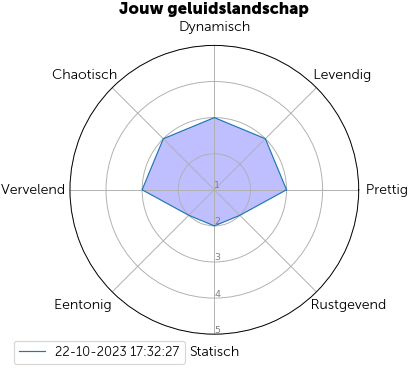 Jouw geluidslandschap
Dynamisch
Chaotisch
Levendig
Vervelend
1
Prettig
2
3
4
Eentonig
Rustgevend
5
22-10-2023 17:32:27
Statisch